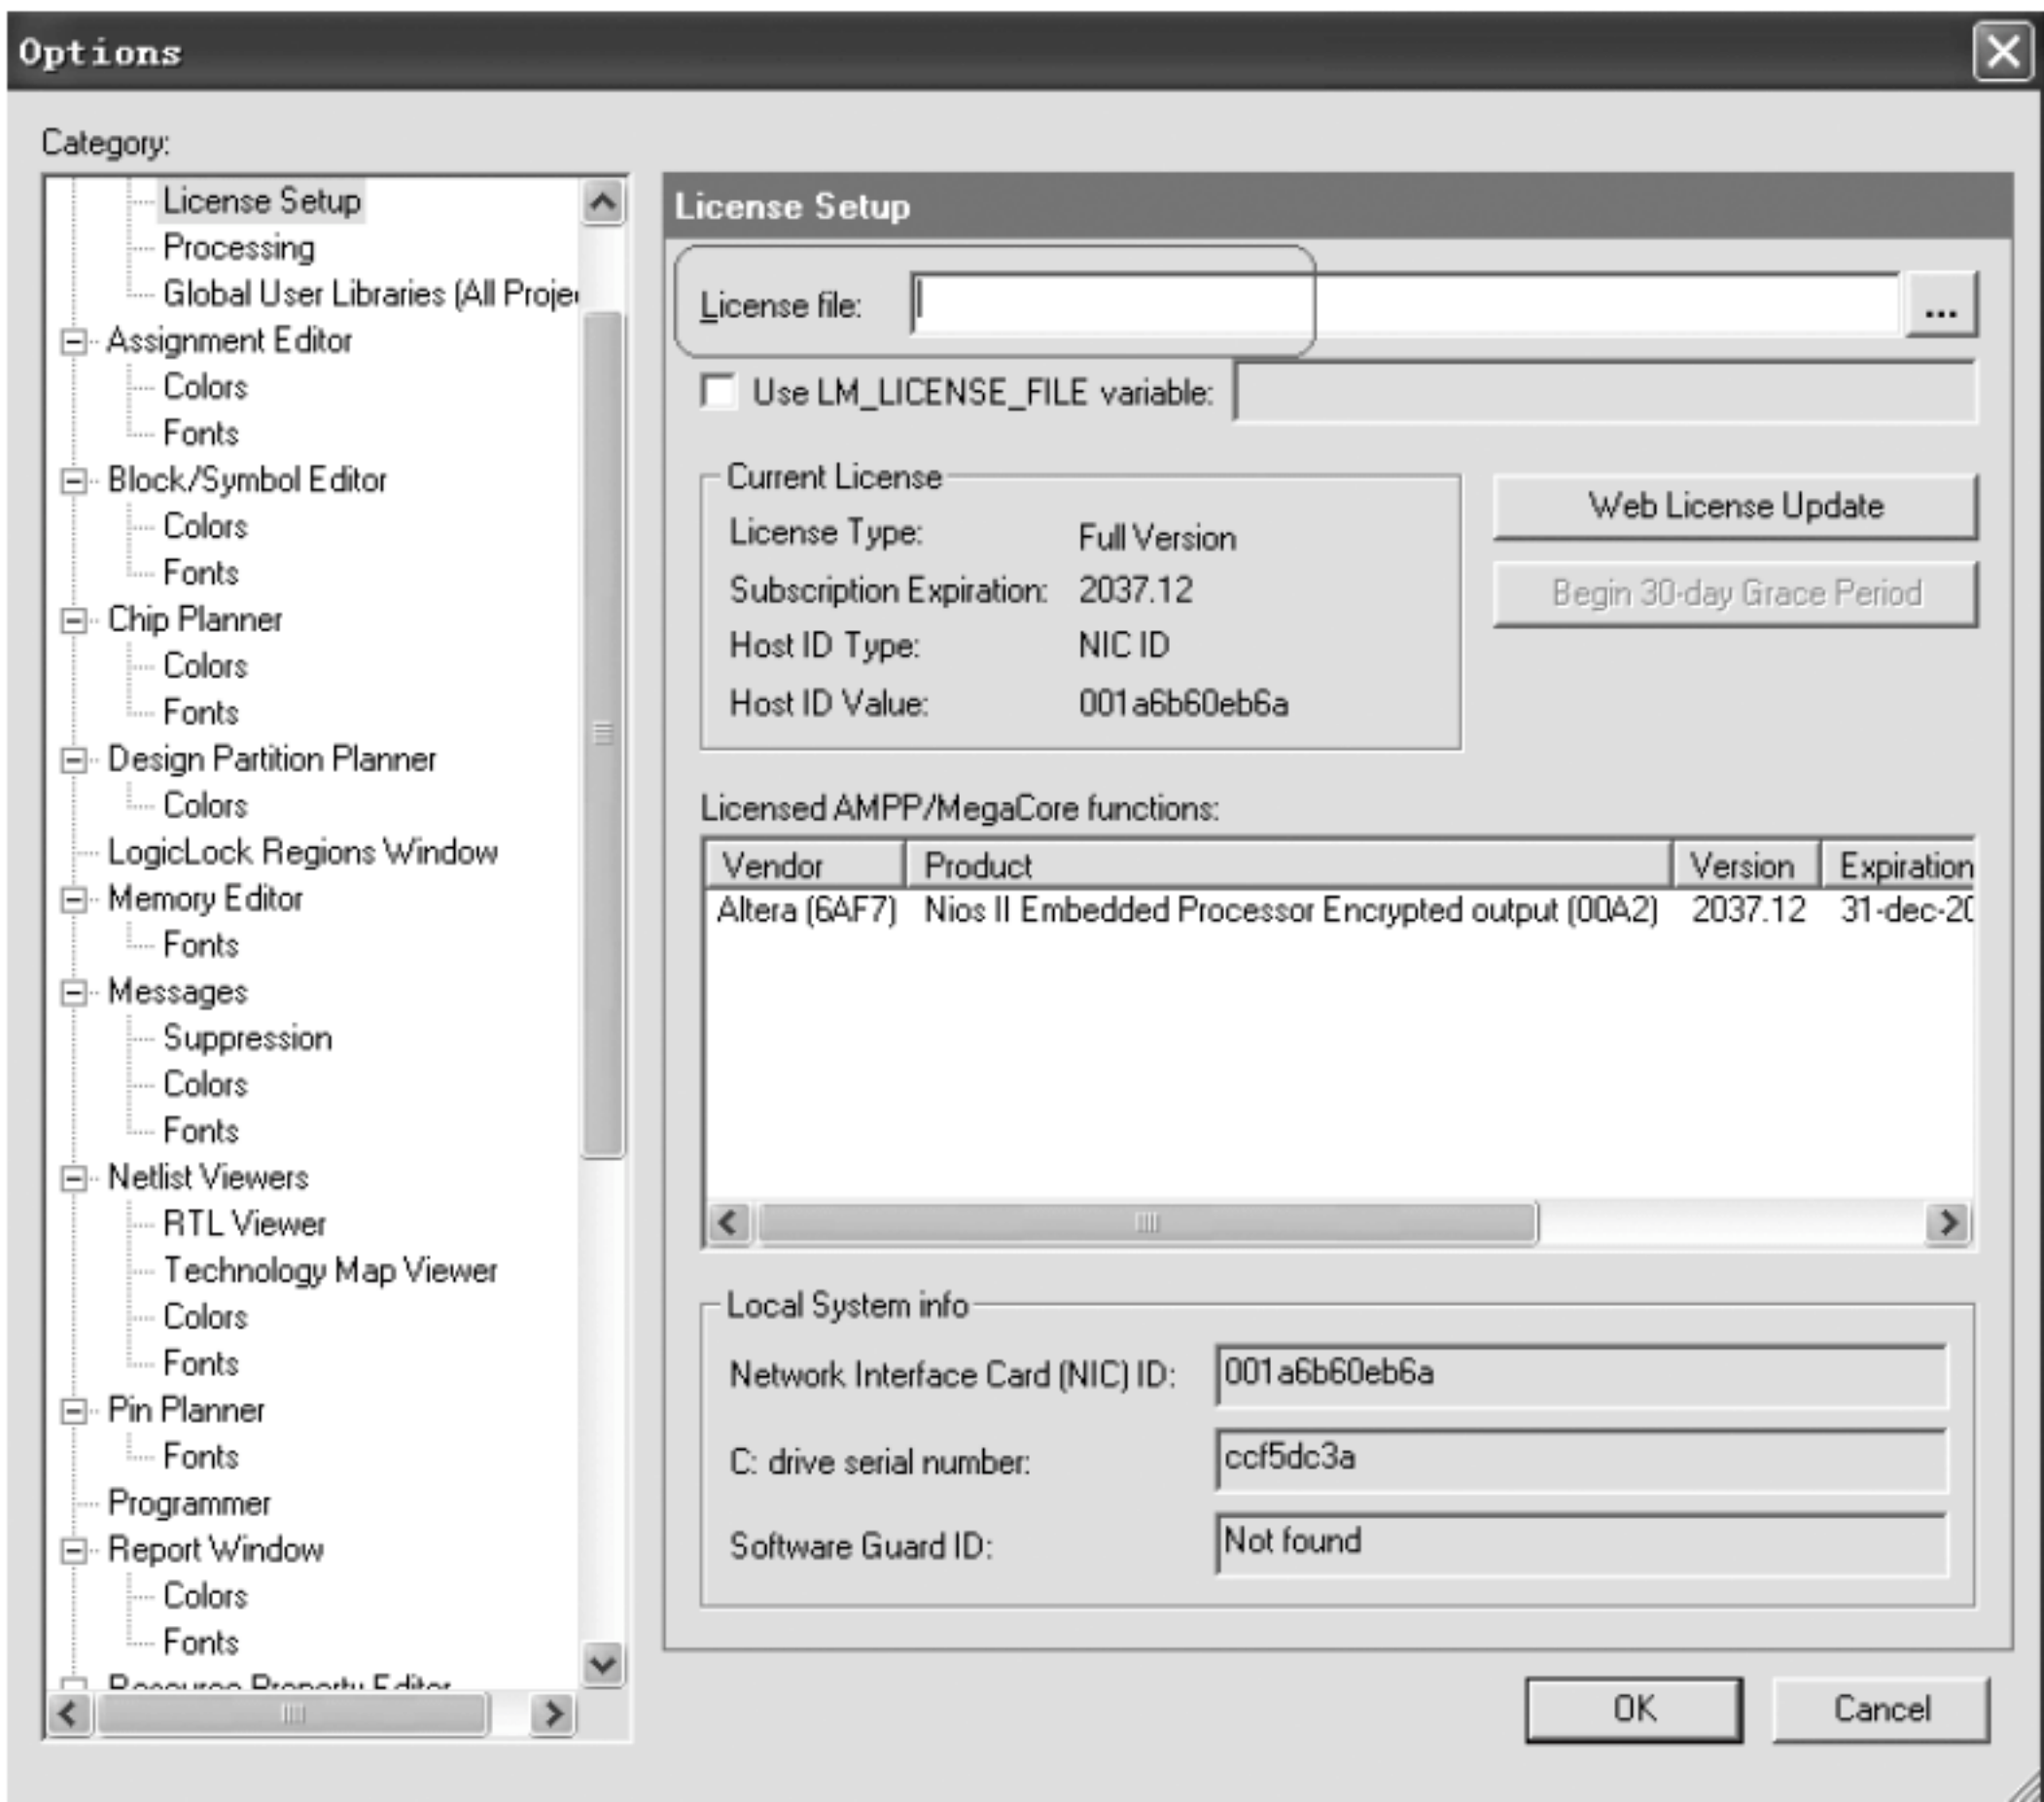 Options
Category:
License Setup
Processing
Global User Libraries (All Proje
Assignment Editor
Colors
Fonts
Block/Symbol Editor
Colors
Fonts
Chip Planner
Colors
Fonts
Design Partition Planner
Colors
LogicLock Regions Window
Memory Editor
Fonts
Messages
Suppression
Colors
Fonts
Netlist Viewers
RTL Viewer
Technology Map Viewer
Colors
Fonts
Pin Planner
Fonts
Programmer
Report Window
Colors
Fonts
Resource Property Editor
License Setup
License file:
...
Use LM_LICENSE_FILE variable:
Current License
License Type: Full Version
Subscription Expiration: 2037.12
Host ID Type: NIC ID
Host ID Value: 001a6b60eb6a
Web License Update
Begin 30-day Grace Period
Licensed AMPP/MegaCore functions:
Vendor Product Version Expiration
Altera (6AF7) Nios II Embedded Processor Encrypted output (00A2) 2037.12 31-dec-20
Local System info
Network Interface Card (NIC) ID: 001a6b60eb6a
C: drive serial number: ccf5dc3a
Software Guard ID: Not found
OK Cancel